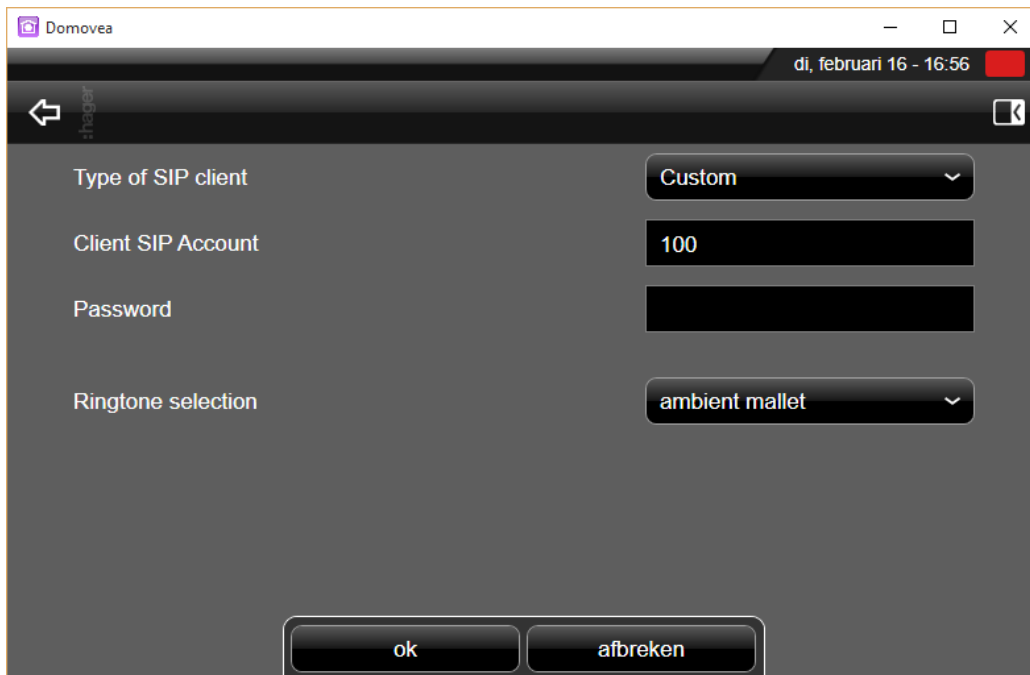 Domovea
di, februari 16 - 16:56
:hager
Type of SIP client
Custom
Client SIP Account
100
Password
Ringtone selection
ambient mallet
ok
afbreken